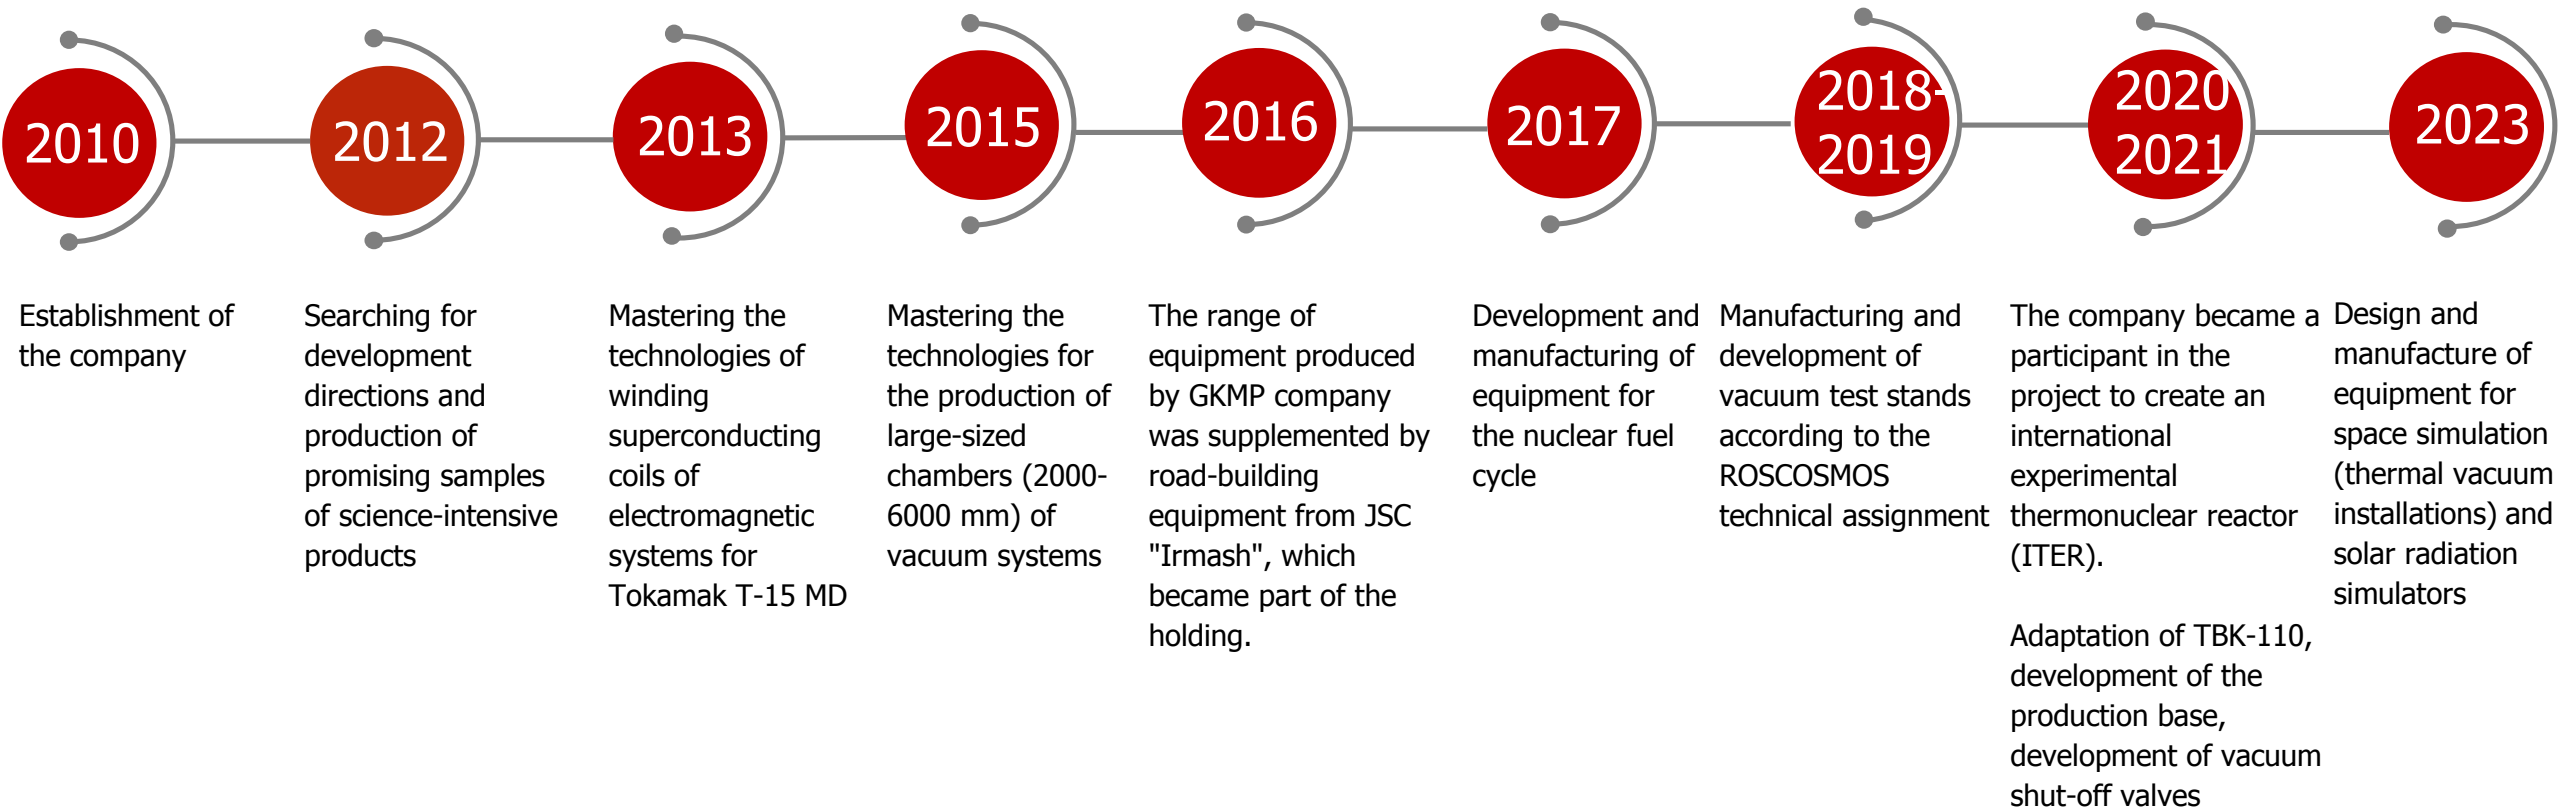 2010
Establishment of
the company
2012
Searching for
development
directions and
production of
promising samples
of science-intensive
products
2013
Mastering the
technologies of
winding
superconducting
coils of
electromagnetic
systems for
Tokamak T-15 MD
2015
Mastering the
technologies for
the production of
large-sized
chambers (2000-
6000 mm) of
vacuum systems
2016
The range of
equipment produced
by GKMP company
was supplemented by
road-building
equipment from JSC
"Irmash", which
became part of the
holding.
2017
Development and
manufacturing of
equipment for
the nuclear fuel
cycle
2018-
2019
Manufacturing and
development of
vacuum test stands
according to the
ROSCOSMOS
technical assignment
2020
2021
The company became a
participant in the
project to create an
international
experimental
thermonuclear reactor
(ITER).
Adaptation of TBK-110,
development of the
production base,
development of vacuum
shut-off valves
2023
Design and
manufacture of
equipment for
space simulation
(thermal vacuum
installations) and
solar radiation
simulators